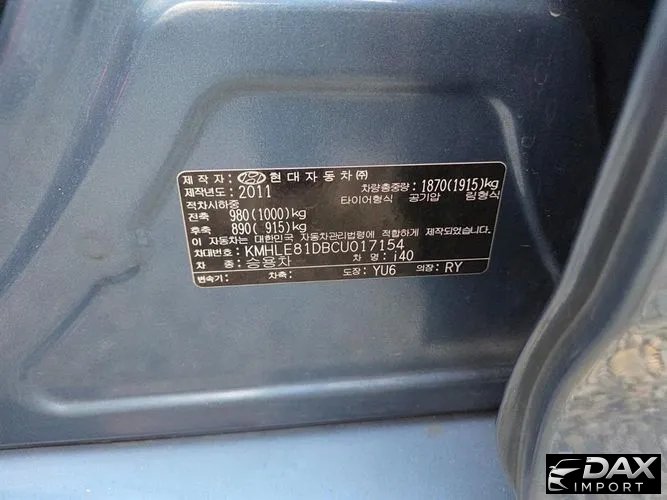 제 작 자: 현대자동차㈜
제작년도: 2011 차량총중량: 1870(1915)kg
적차시하중 타이어형식 공기압 림형식
전축 980(1000)kg
후축 890( 915)kg
이 자동차는 대한민국 자동차관리법령에 적합하게 제작되었습니다.
차대번호: KMHLE81DBCU017154
차 종: 승용차 차 명: i40
변속기: 차축: 도장: YU6 의장: RY
DAX
IMPORT